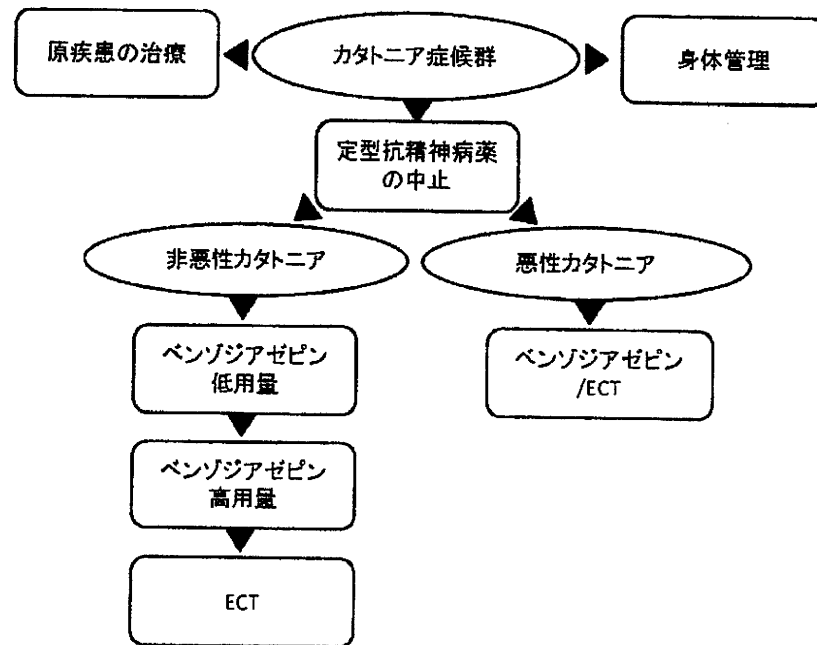 原疾患の治療
カタトニア症候群
身体管理
定型抗精神病薬
の中止
非悪性カタトニア
悪性カタトニア
ベンゾジアゼピン
低用量
ベンゾジアゼピン
/ECT
ベンゾジアゼピン
高用量
ECT